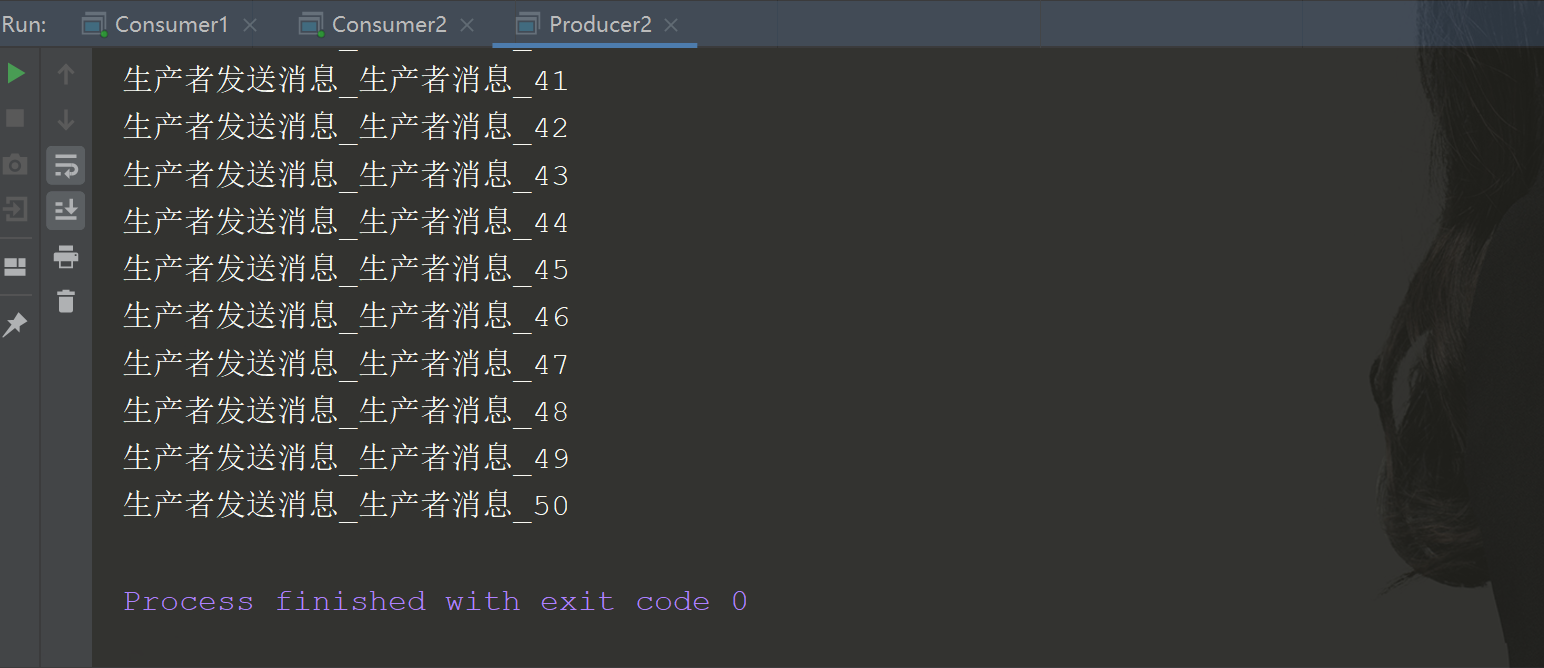 Run: Consumer1 Consumer2 Producer2
生产者发送消息_生产者消息_41
生产者发送消息_生产者消息_42
生产者发送消息_生产者消息_43
生产者发送消息_生产者消息_44
生产者发送消息_生产者消息_45
生产者发送消息_生产者消息_46
生产者发送消息_生产者消息_47
生产者发送消息_生产者消息_48
生产者发送消息_生产者消息_49
生产者发送消息_生产者消息_50
Process finished with exit code 0